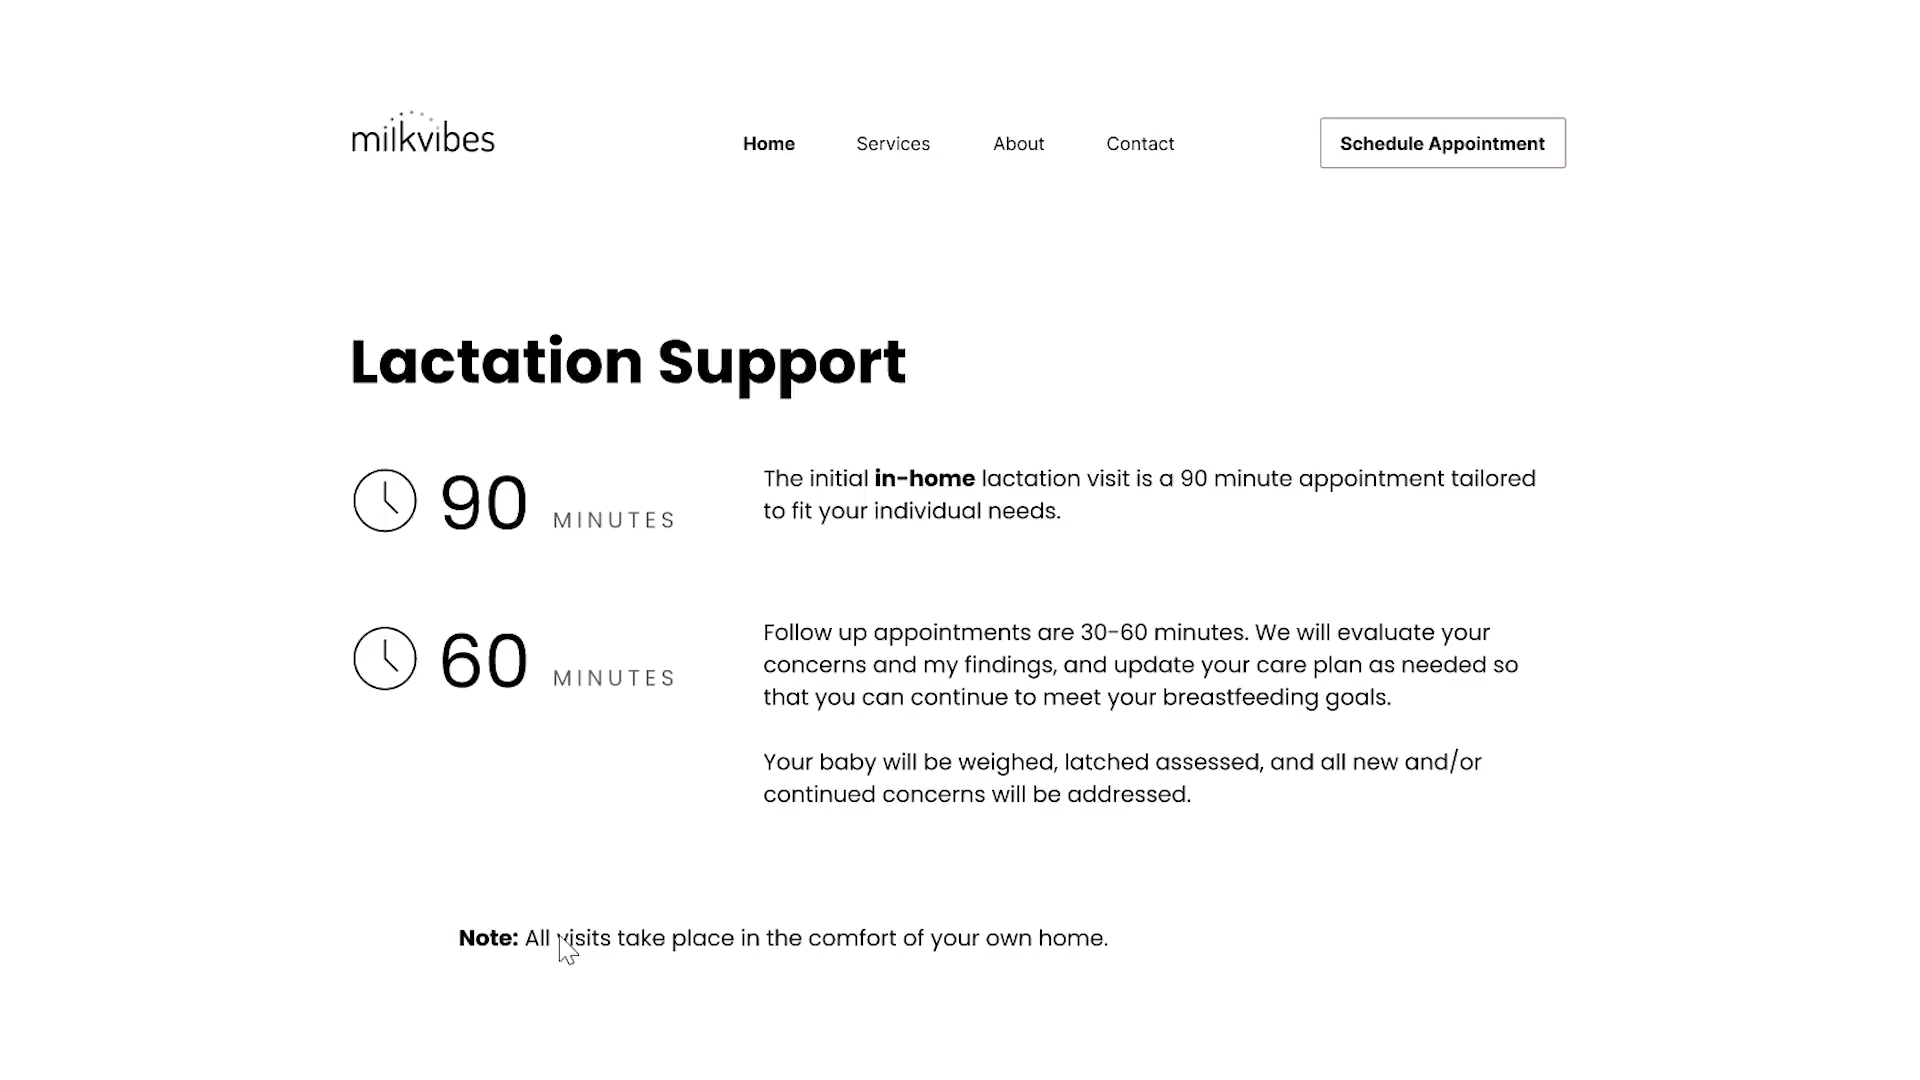 milkvibes
Home Services About Contact Schedule Appointment
Lactation Support
90 MINUTES
The initial in-home lactation visit is a 90 minute appointment tailored
to fit your individual needs.
60 MINUTES
Follow up appointments are 30-60 minutes. We will evaluate your
concerns and my findings, and update your care plan as needed so
that you can continue to meet your breastfeeding goals.
Your baby will be weighed, latched assessed, and all new and/or
continued concerns will be addressed.
Note: All visits take place in the comfort of your own home.